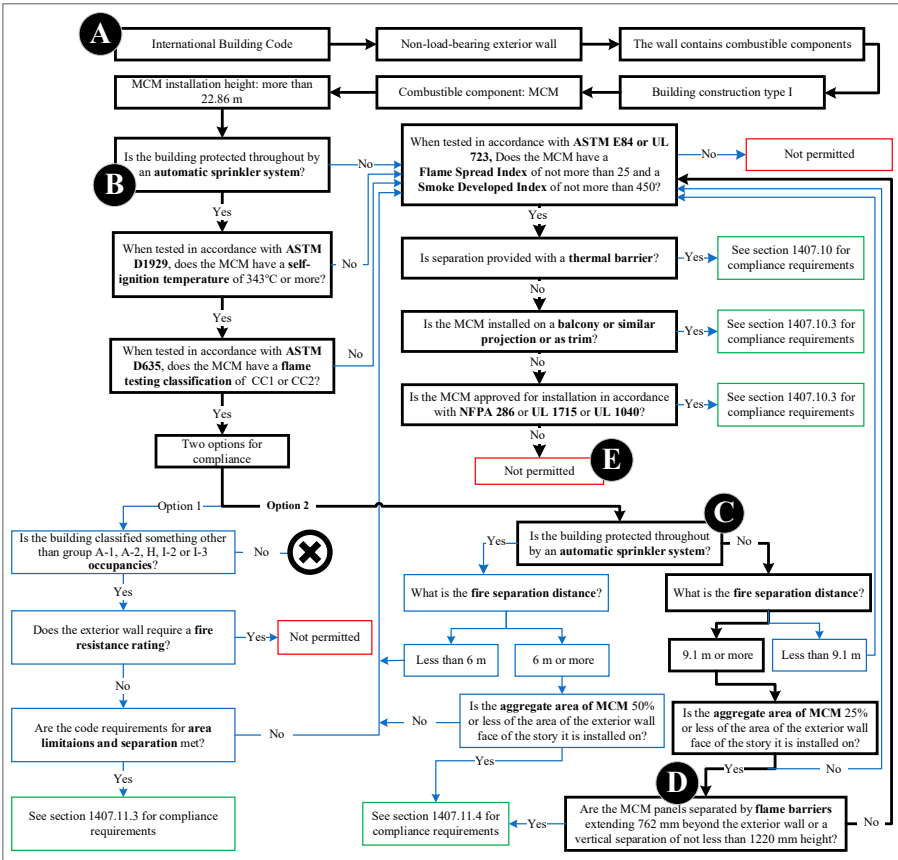 A
International Building Code
Non-load-bearing exterior wall
The wall contains combustible components
MCM installation height: more than
22.86 m
Combustible component: MCM
Building construction type I
B
Is the building protected throughout by
an automatic sprinkler system?
No
Yes
When tested in accordance with ASTM
D1929, does the MCM have a self-
ignition temperature of 343°C or more?
No
Yes
When tested in accordance with ASTM
D635, does the MCM have a flame
testing classification of CC1 or CC2?
No
Yes
Two options for
compliance
When tested in accordance with ASTM E84 or UL
723, Does the MCM have a
Flame Spread Index of not more than 25 and a
Smoke Developed Index of not more than 450?
No
Not permitted
Yes
Is separation provided with a thermal barrier?
Yes
See section 1407.10 for
compliance requirements
No
Is the MCM installed on a balcony or similar
projection or as trim?
Yes
See section 1407.10.3 for
compliance requirements
No
Is the MCM approved for installation in accordance
with NFPA 286 or UL 1715 or UL 1040?
Yes
See section 1407.10.3 for
compliance requirements
No
Not permitted
E
Option 1
Option 2
Is the building classified something other
than group A-1, A-2, H, I-2 or I-3
occupancies?
No
Yes
Does the exterior wall require a fire
resistance rating?
Yes
Not permitted
No
Are the code requirements for area
limitaions and separation met?
No
Yes
See section 1407.11.3 for compliance
requirements
C
Is the building protected throughout
by an automatic sprinkler system?
Yes
No
What is the fire separation distance?
Less than 6 m
6 m or more
Is the aggregate area of MCM 50%
or less of the area of the exterior wall
face of the story it is installed on?
No
Yes
See section 1407.11.4 for
compliance requirements
What is the fire separation distance?
9.1 m or more
Less than 9.1 m
Is the aggregate area of MCM 25%
or less of the area of the exterior wall
face of the story it is installed on?
Yes
No
D
Are the MCM panels separated by flame barriers
extending 762 mm beyond the exterior wall or a
vertical separation of not less than 1220 mm height?
Yes
No